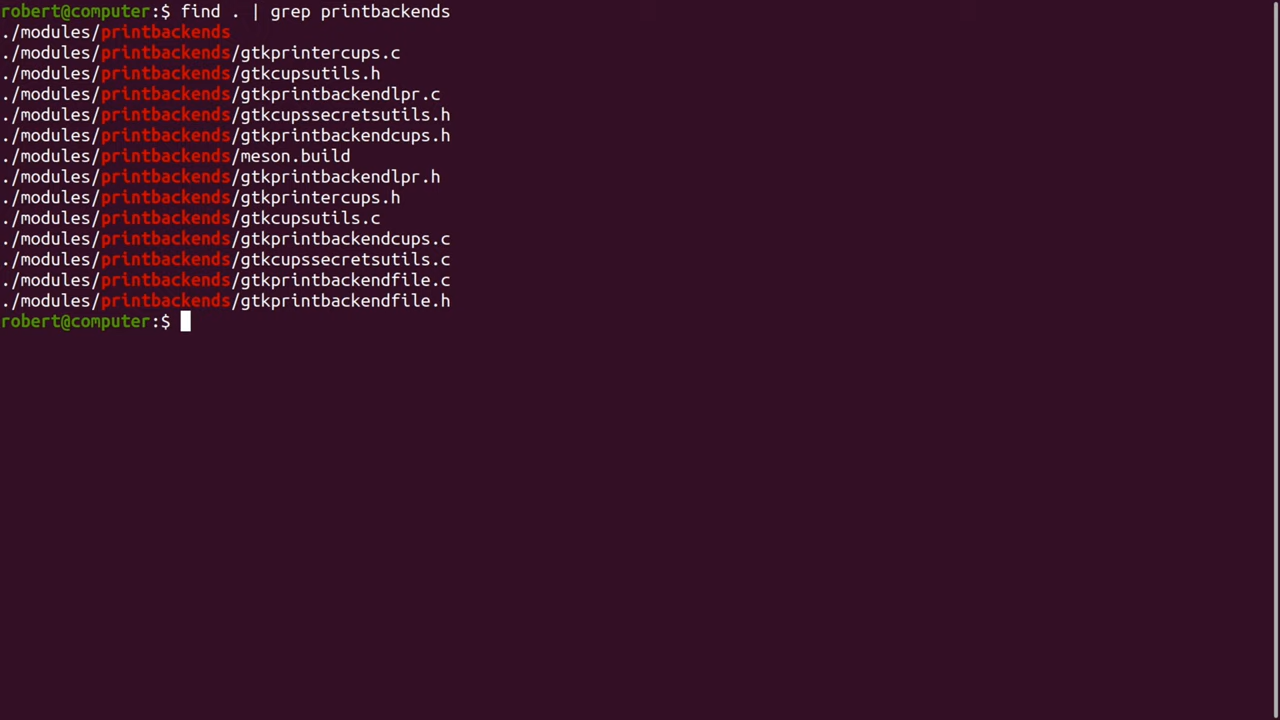 robert@computer:$ find . | grep printbackends
./modules/printbackends
./modules/printbackends/gtkprintercups.c
./modules/printbackends/gtkcupsutils.h
./modules/printbackends/gtkprintbackendlpr.c
./modules/printbackends/gtkcupssecretsutils.h
./modules/printbackends/gtkprintbackendcups.h
./modules/printbackends/meson.build
./modules/printbackends/gtkprintbackendlpr.h
./modules/printbackends/gtkprintercups.h
./modules/printbackends/gtkcupsutils.c
./modules/printbackends/gtkprintbackendcups.c
./modules/printbackends/gtkcupssecretsutils.c
./modules/printbackends/gtkprintbackendfile.c
./modules/printbackends/gtkprintbackendfile.h
robert@computer:$